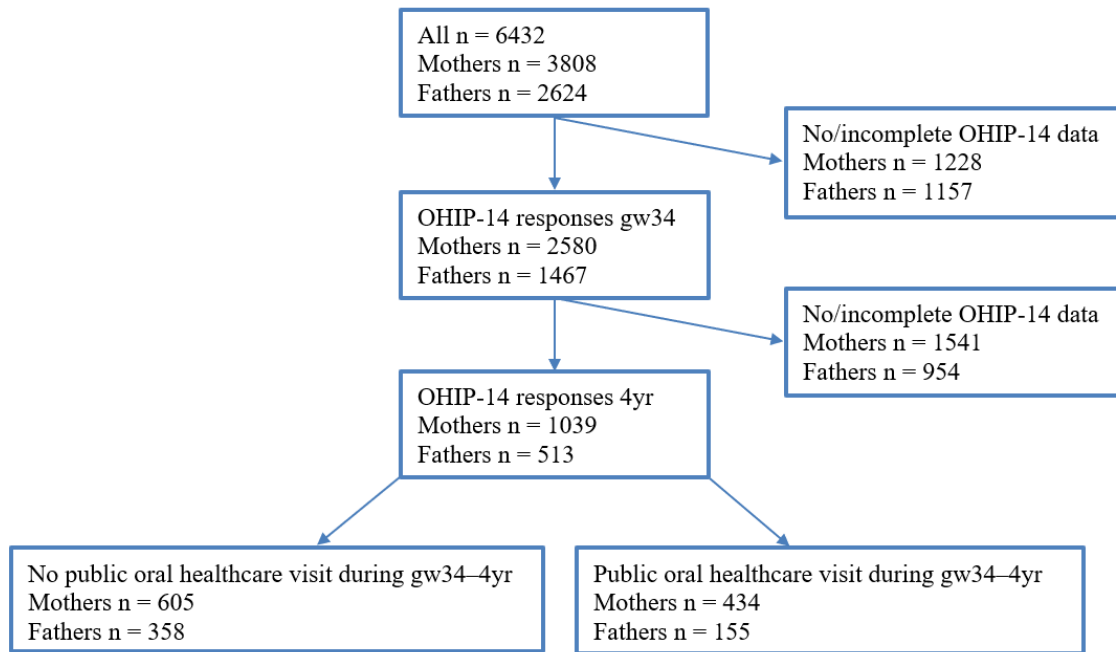 All n = 6432
Mothers n = 3808
Fathers n = 2624
No/incomplete OHIP-14 data
Mothers n = 1228
Fathers n = 1157
OHIP-14 responses gw34
Mothers n = 2580
Fathers n = 1467
No/incomplete OHIP-14 data
Mothers n = 1541
Fathers n = 954
OHIP-14 responses 4yr
Mothers n = 1039
Fathers n = 513
No public oral healthcare visit during gw34–4yr
Mothers n = 605
Fathers n = 358
Public oral healthcare visit during gw34–4yr
Mothers n = 434
Fathers n = 155